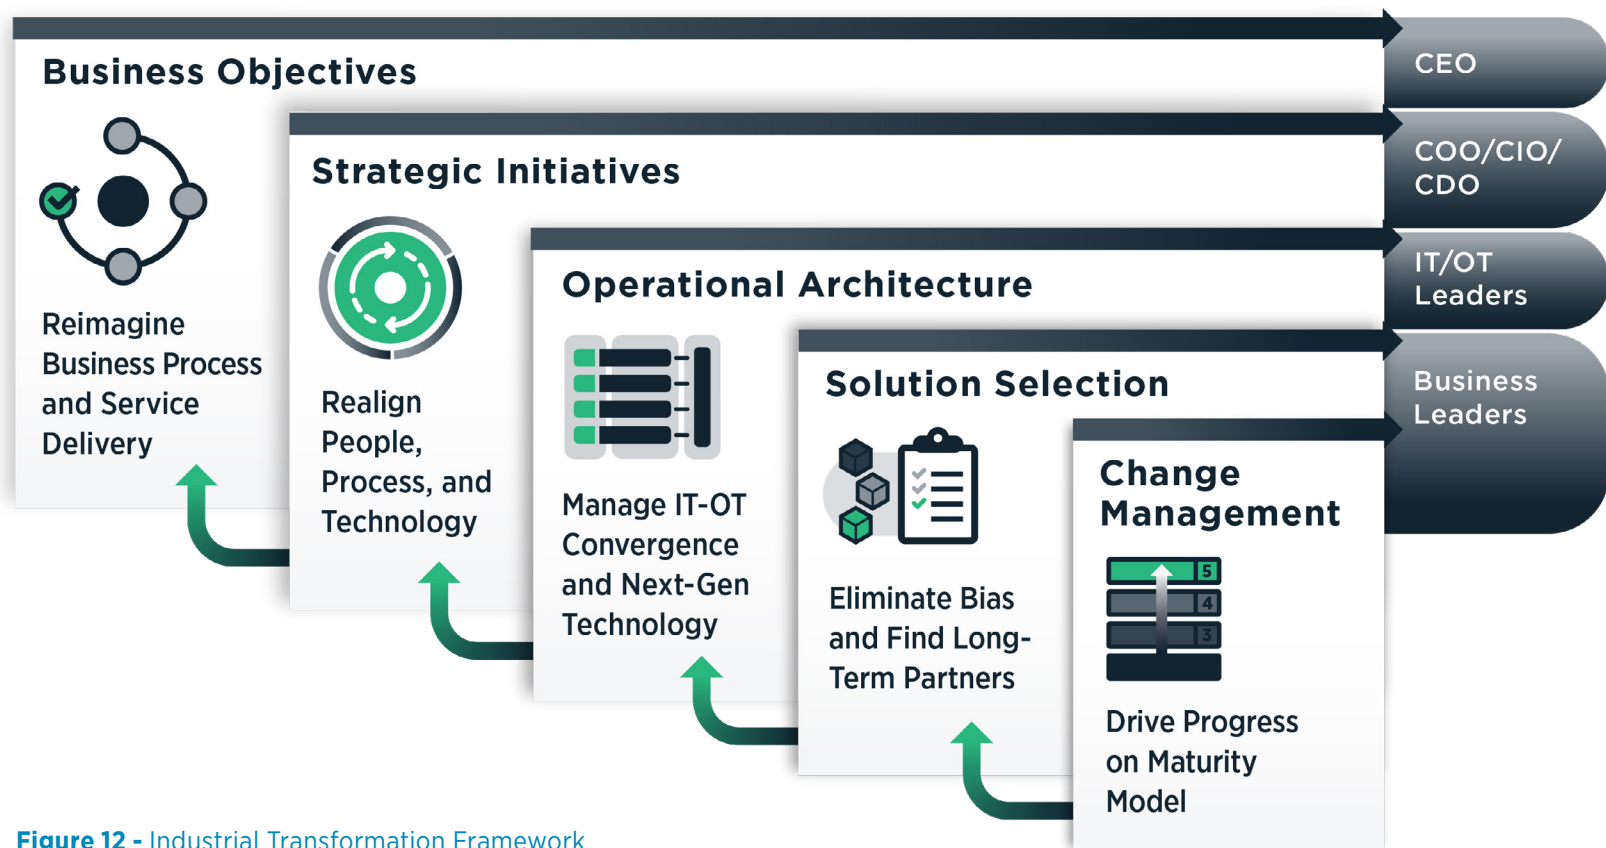 Business Objectives
Reimagine
Business Process
and Service
Delivery
Strategic Initiatives
Realign
People,
Process, and
Technology
Operational Architecture
Manage IT-OT
Convergence
and Next-Gen
Technology
Solution Selection
Eliminate Bias
and Find Long-
Term Partners
Change
Management
5
4
3
Drive Progress
on Maturity
Model
CEO
COO/CIO/
CDO
IT/OT
Leaders
Business
Leaders
Figure 12 - Industrial Transformation Framework